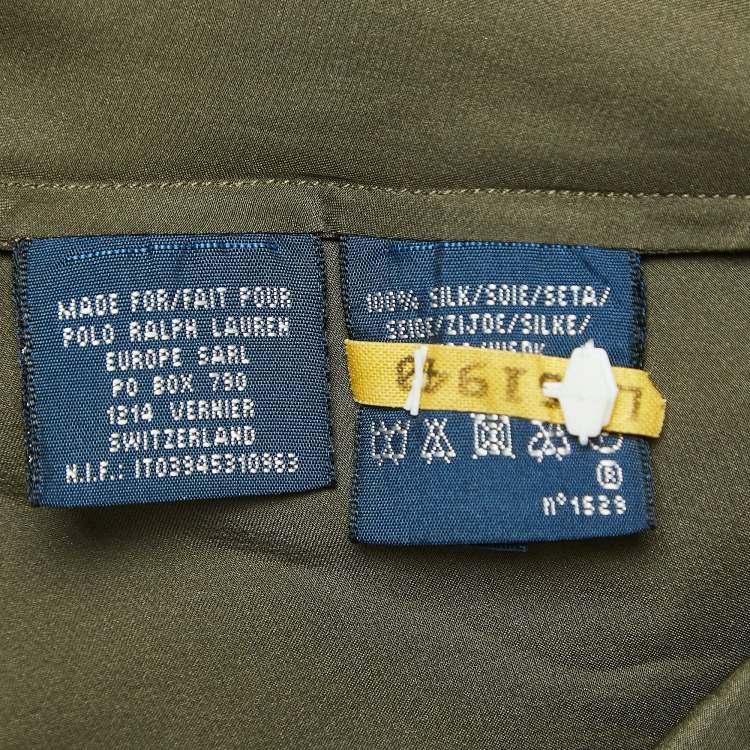 MADE FOR/FAIT POUR
POLO RALPH LAUREN
EUROPE SARL
PO BOX 790
1214 VERNIER
SWITZERLAND
N.I.F.: IT03945310963
100% SILK/SOIE/SETA/
SEIDE/ZIJDE/SILKE/
®
n° 1529